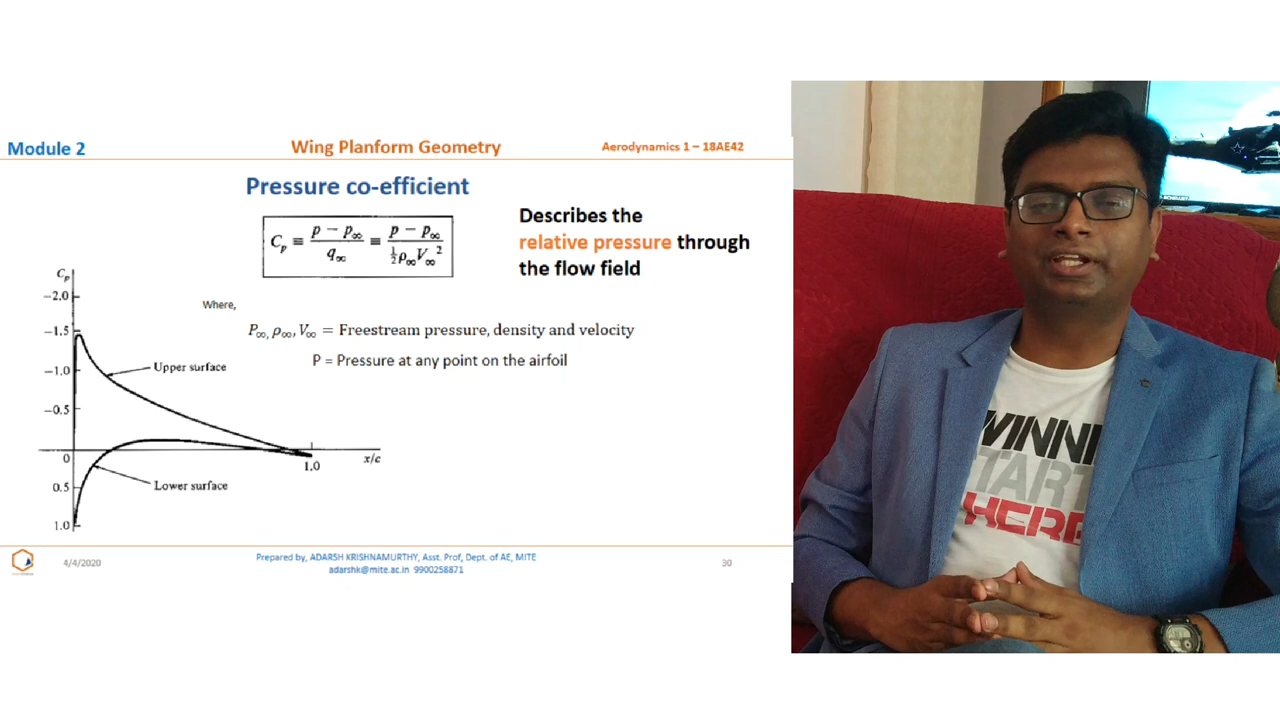 Module 2
Wing Planform Geometry
Aerodynamics 1 – 18AE42
Pressure co-efficient
C_p ≡ (p − p_∞) / q_∞ ≡ (p − p_∞) / (½ρ_∞V_∞²)
Describes the
relative pressure through
the flow field
Where,
P_∞, ρ_∞, V_∞ = Freestream pressure, density and velocity
P = Pressure at any point on the airfoil
C_p
−2.0
−1.5
−1.0
−0.5
0
0.5
1.0
Upper surface
Lower surface
1.0
x/c
4/4/2020
Prepared by, ADARSH KRISHNAMURTHY, Asst. Prof, Dept. of AE, MITE
adarshk@mite.ac.in 9900258871
30
WINNI
START
HERE